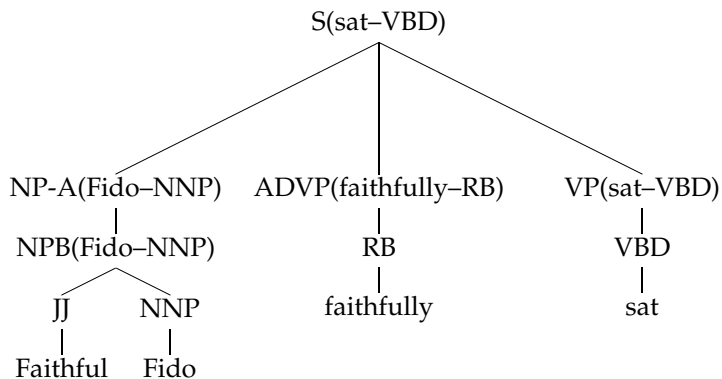 S(sat–VBD)
NP-A(Fido–NNP) ADVP(faithfully–RB) VP(sat–VBD)
NPB(Fido–NNP) RB VBD
JJ NNP faithfully sat
Faithful Fido